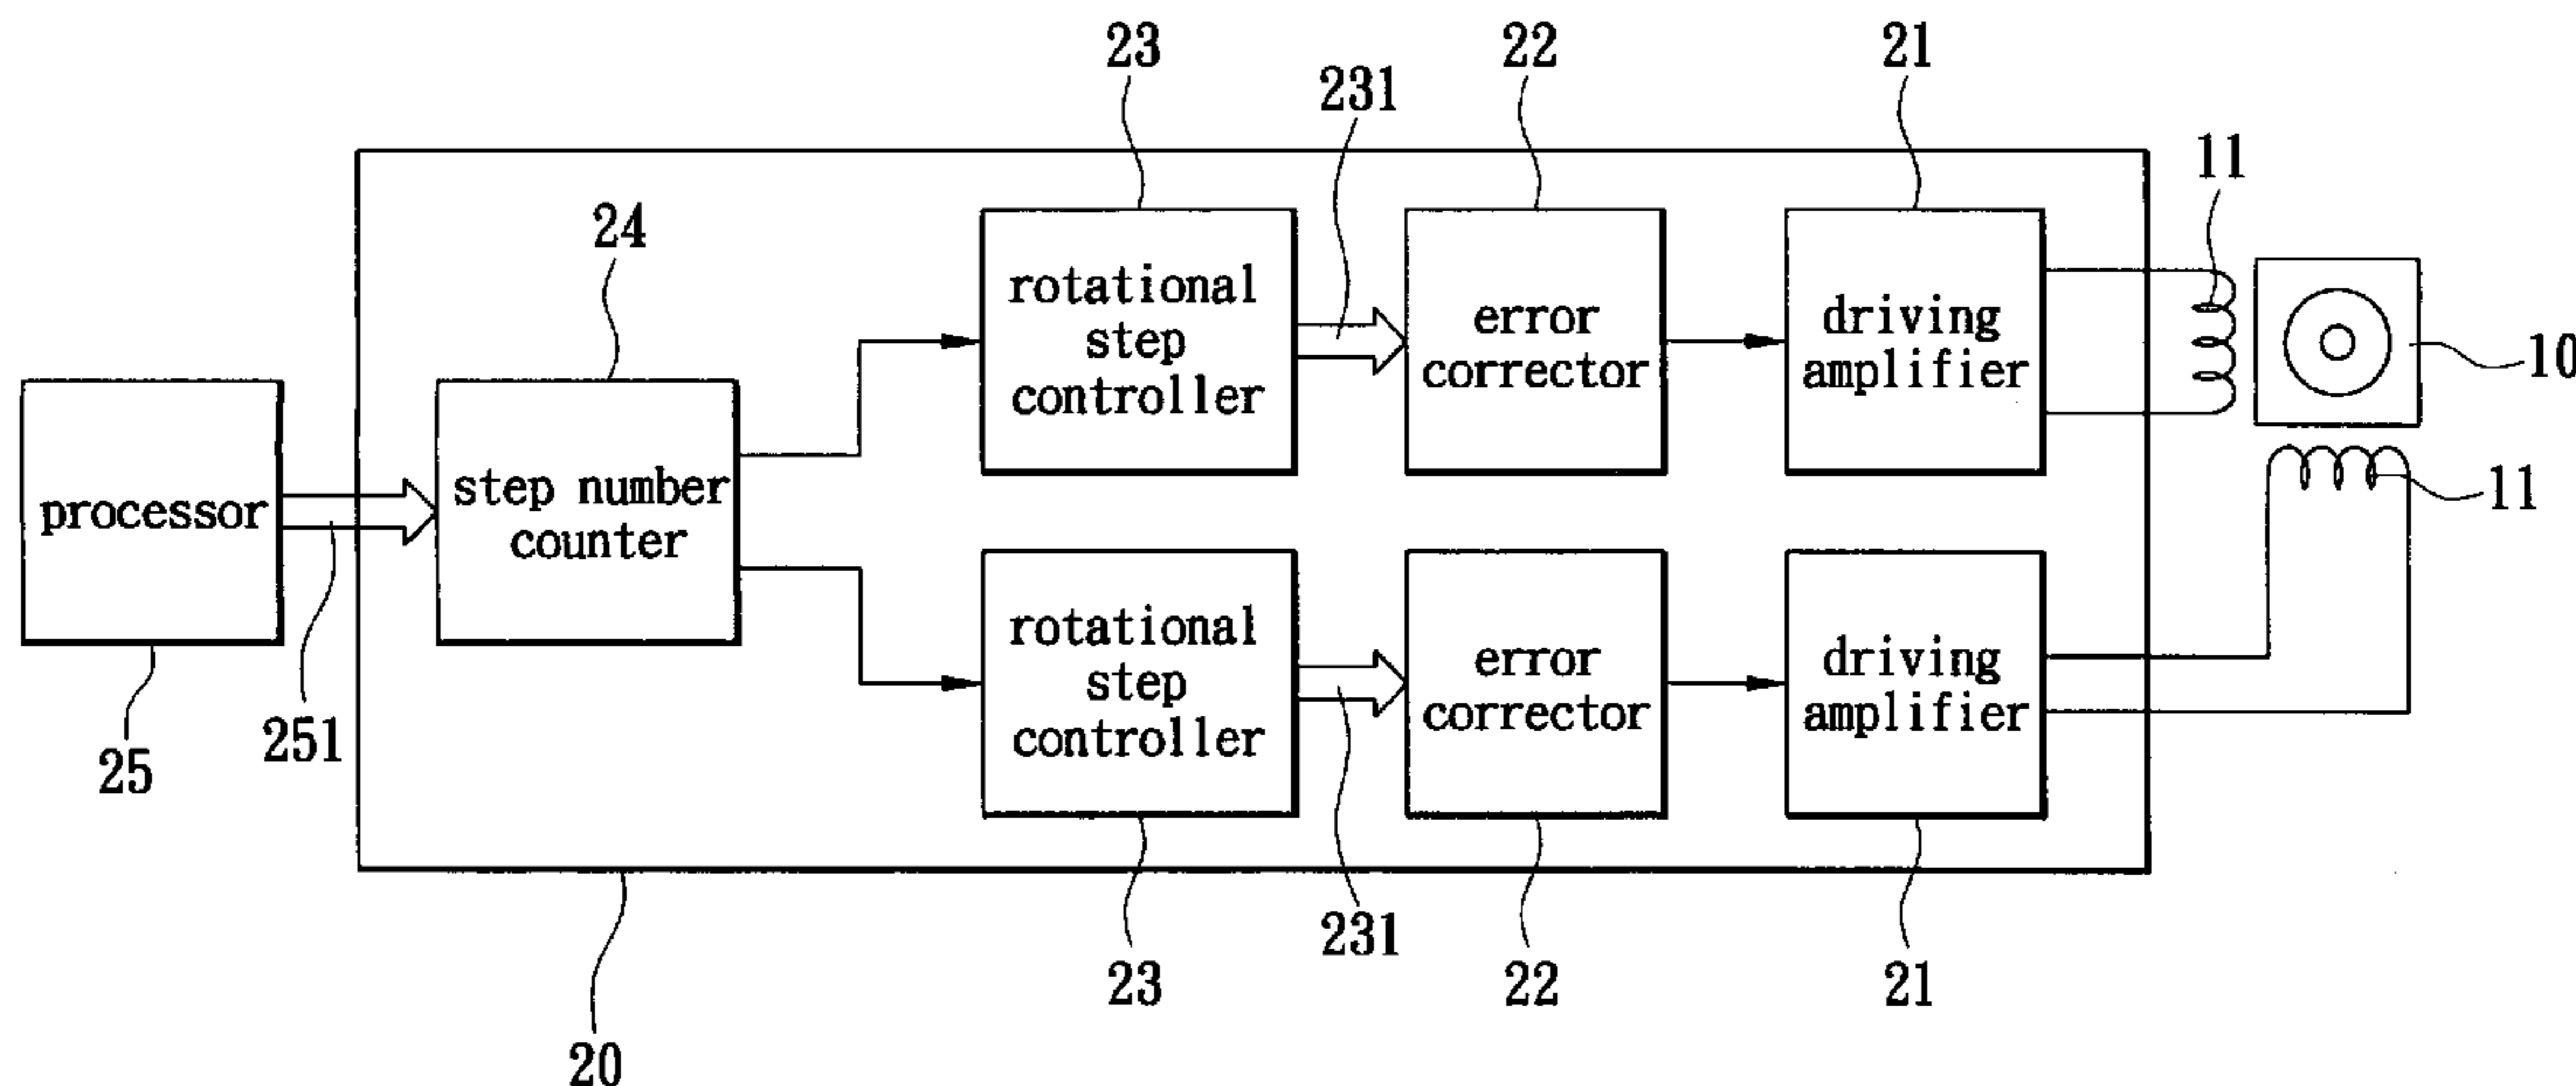 23
22
21
231
11
24
rotational
step
controller
error
corrector
driving
amplifier
10
processor
step number
counter
11
rotational
step
controller
error
corrector
driving
amplifier
251
25
231
23
22
21
20